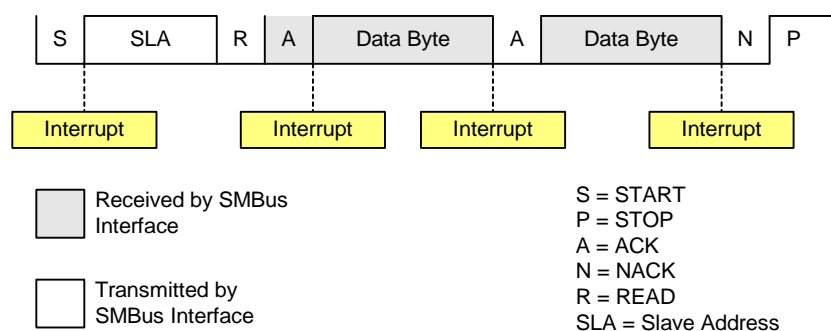 S SLA R A Data Byte A Data Byte N P
Interrupt Interrupt Interrupt Interrupt
Received by SMBus
Interface
Transmitted by
SMBus Interface
S = START
P = STOP
A = ACK
N = NACK
R = READ
SLA = Slave Address